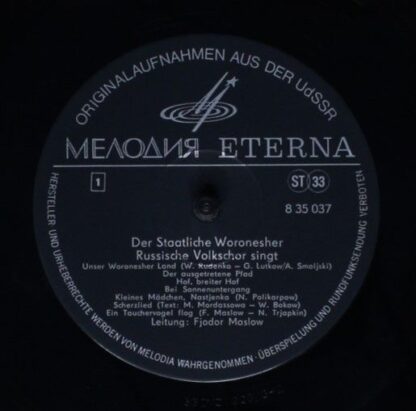 ORIGINALAUFNAHMEN AUS DER UdSSR
МЕЛОДИЯ ETERNA
1
ST 33
8 35 037
Der Staatliche Woronesher
Russische Volkschor singt
Unser Woronesher Land (W. Rudenko – G. Lutkow/A. Smoljski)
Der ausgetretene Pfad
Hof, breiter Hof
Bei Sonnenuntergang
Kleines Mädchen, Nastjenka (N. Polikarpow)
Scherzlied (Text: M. Mordassowa – W. Bokow)
Ein Tauchervogel flog (F. Maslow – N. Trjapkin)
Leitung: Fjodor Maslow
HERSTELLER UND URHEBERRECHTE WERDEN VON MELODIA WAHRGENOMMEN · ÜBERSPIELUNG UND RUNDFUNKSENDUNG VERBOTEN